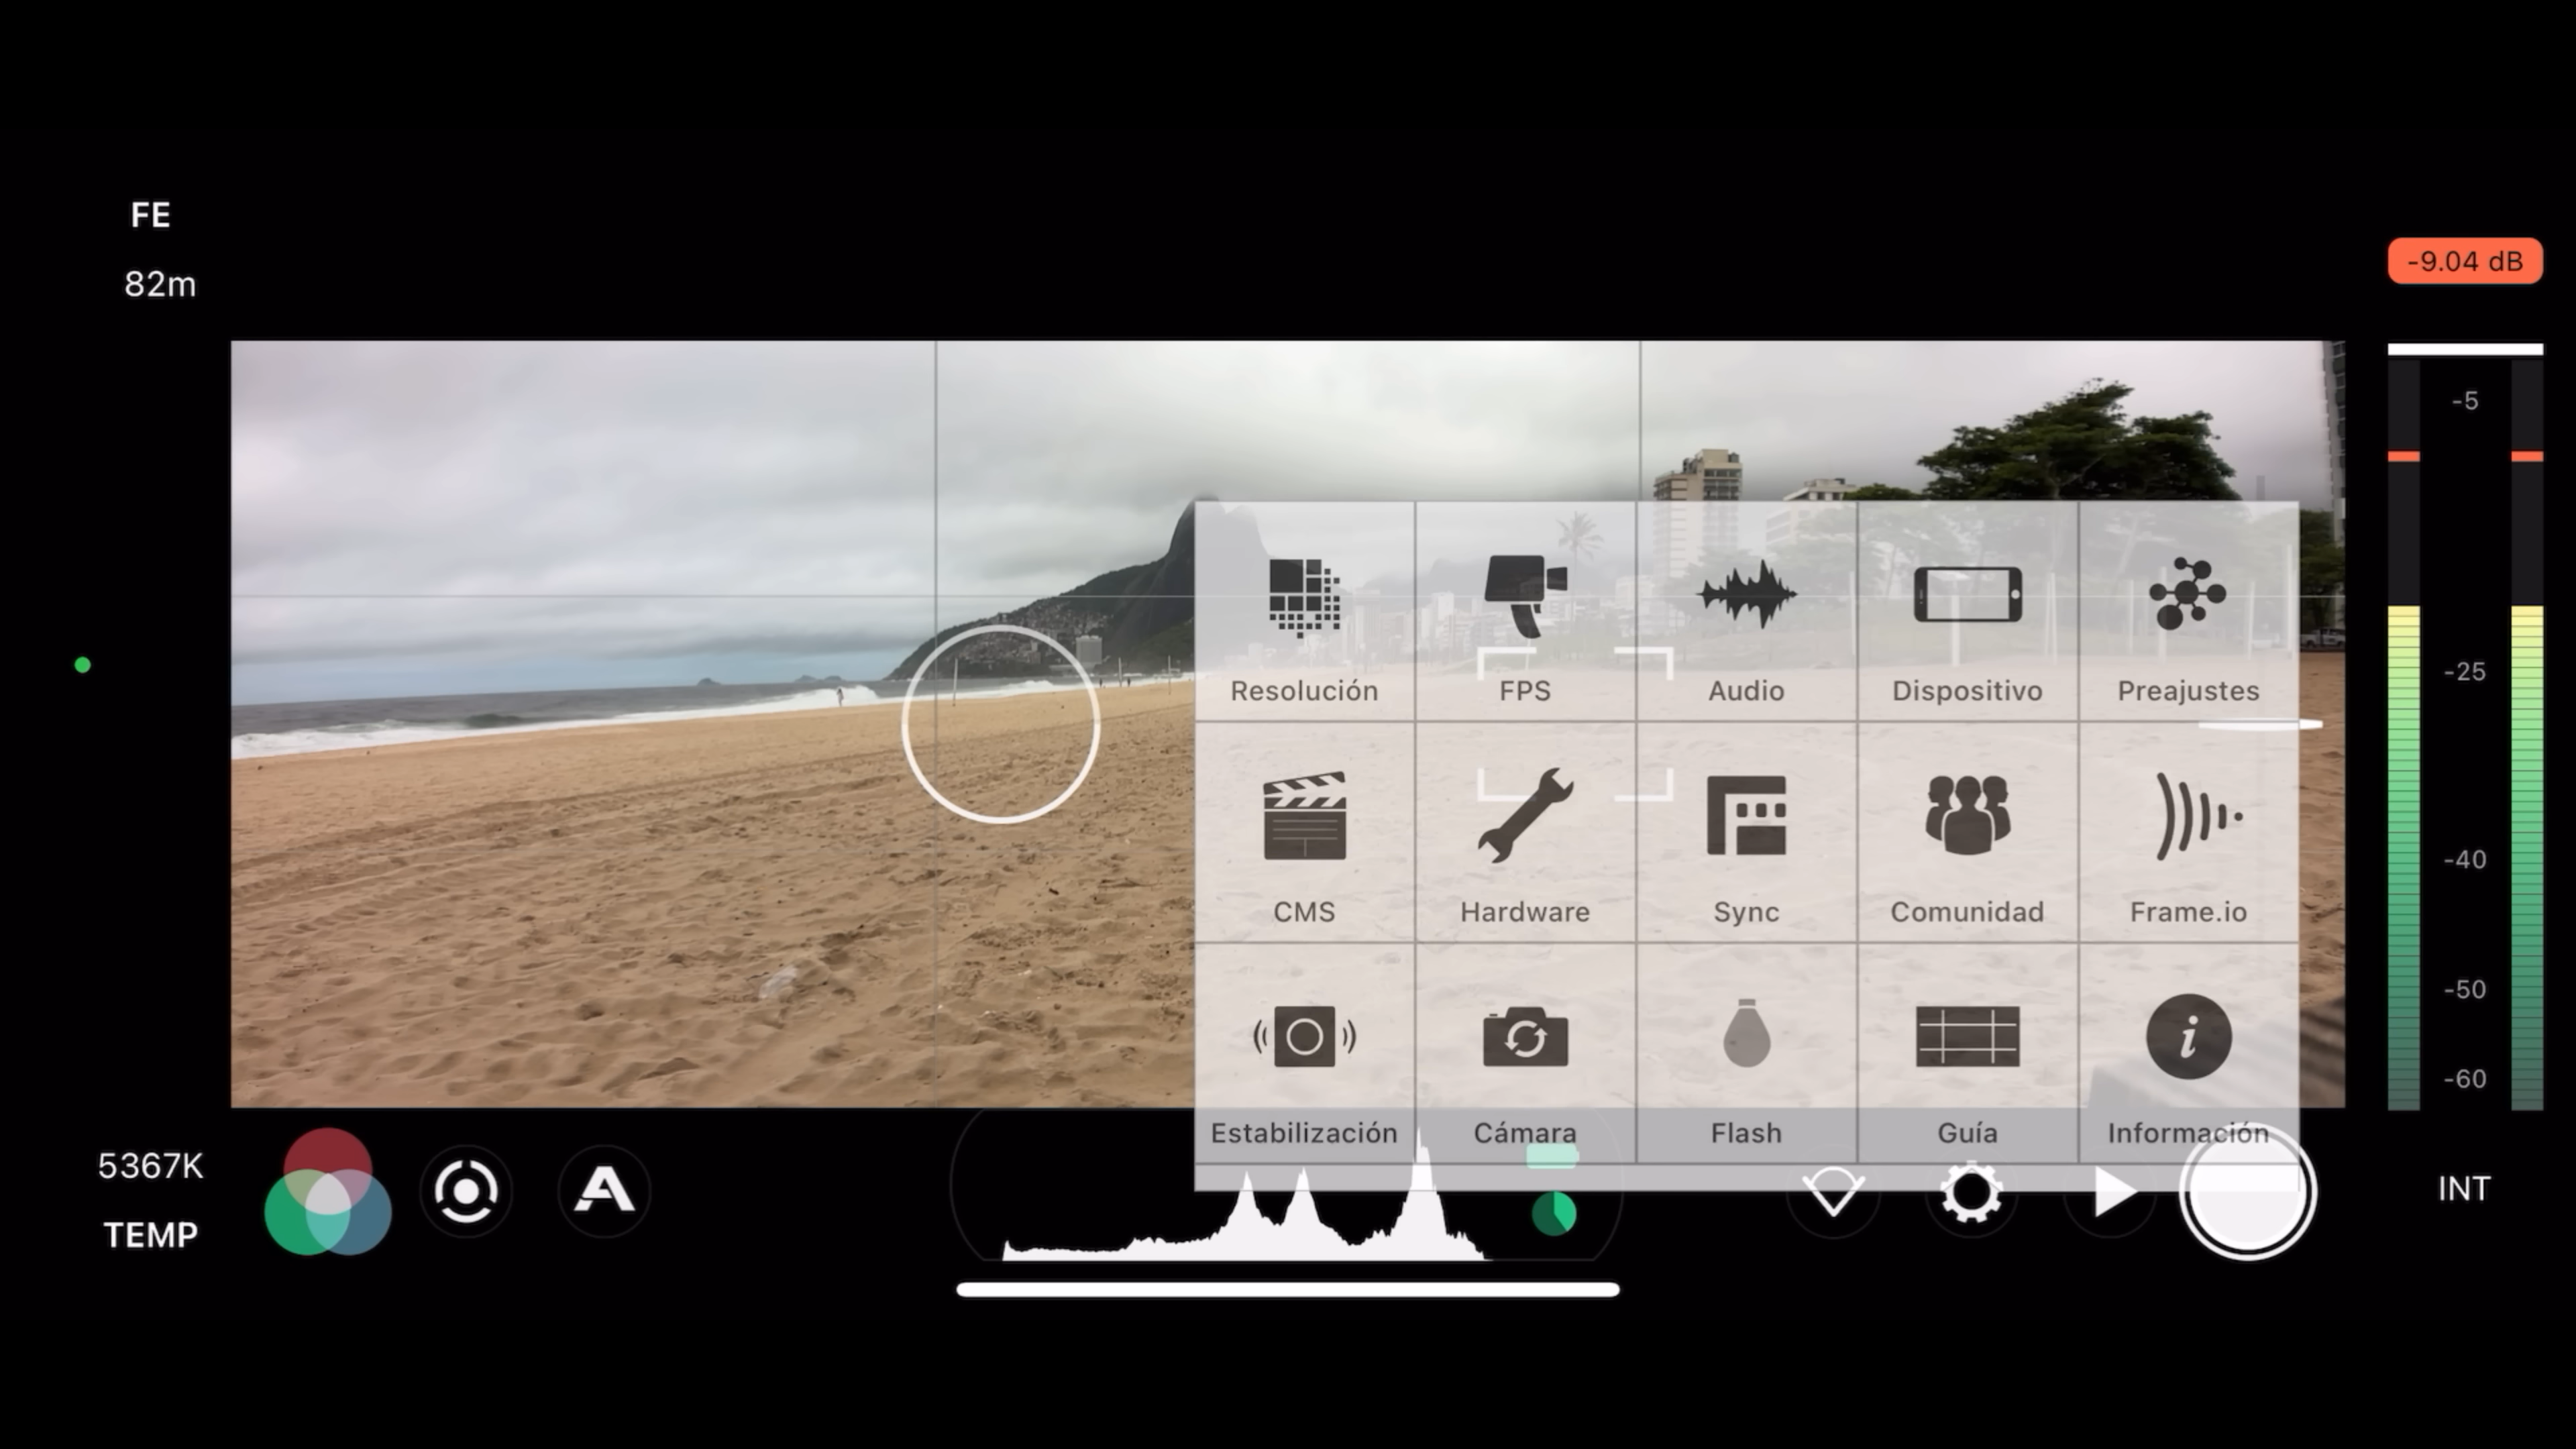 FE
82m
-9.04 dB
-5
-25
-40
-50
-60
Resolución
FPS
Audio
Dispositivo
Preajustes
CMS
Hardware
Sync
Comunidad
Frame.io
Estabilización
Cámara
Flash
Guía
Información
5367K
TEMP
A
INT